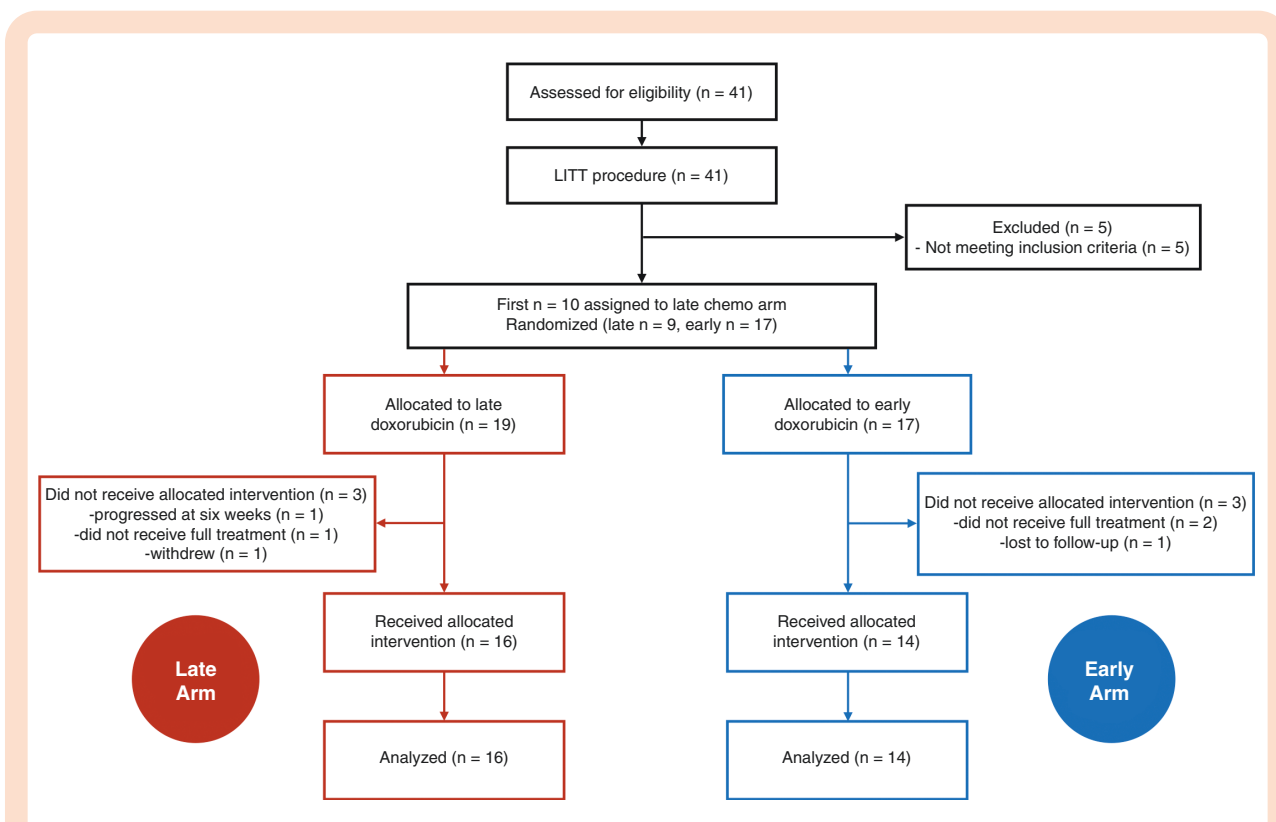 Assessed for eligibility (n = 41)
LITT procedure (n = 41)
Excluded (n = 5)
- Not meeting inclusion criteria (n = 5)
First n = 10 assigned to late chemo arm
Randomized (late n = 9, early n = 17)
Allocated to late
doxorubicin (n = 19)
Allocated to early
doxorubicin (n = 17)
Did not receive allocated intervention (n = 3)
-progressed at six weeks (n = 1)
-did not receive full treatment (n = 1)
-withdrew (n = 1)
Did not receive allocated intervention (n = 3)
-did not receive full treatment (n = 2)
-lost to follow-up (n = 1)
Received allocated
intervention (n = 16)
Received allocated
intervention (n = 14)
Late
Arm
Early
Arm
Analyzed (n = 16)
Analyzed (n = 14)